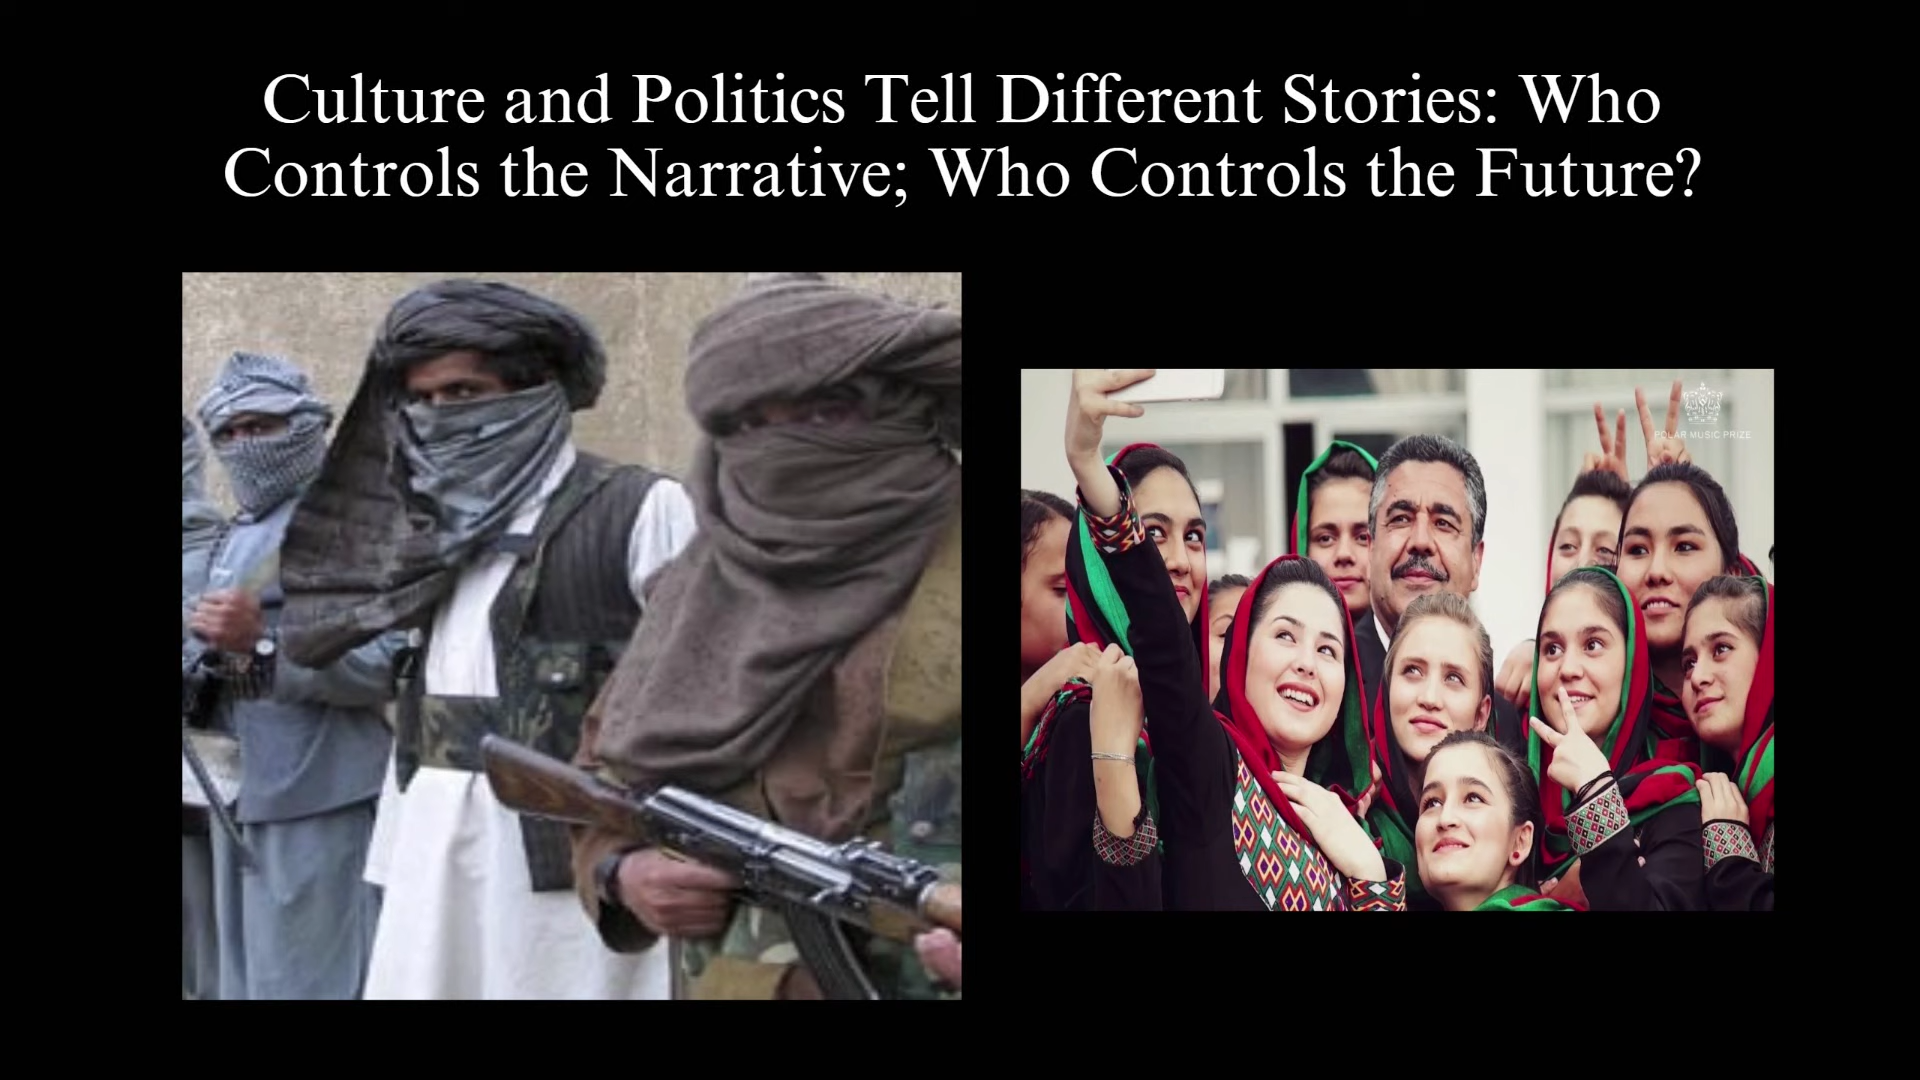 Culture and Politics Tell Different Stories: Who
Controls the Narrative; Who Controls the Future?
POLAR MUSIC PRIZE